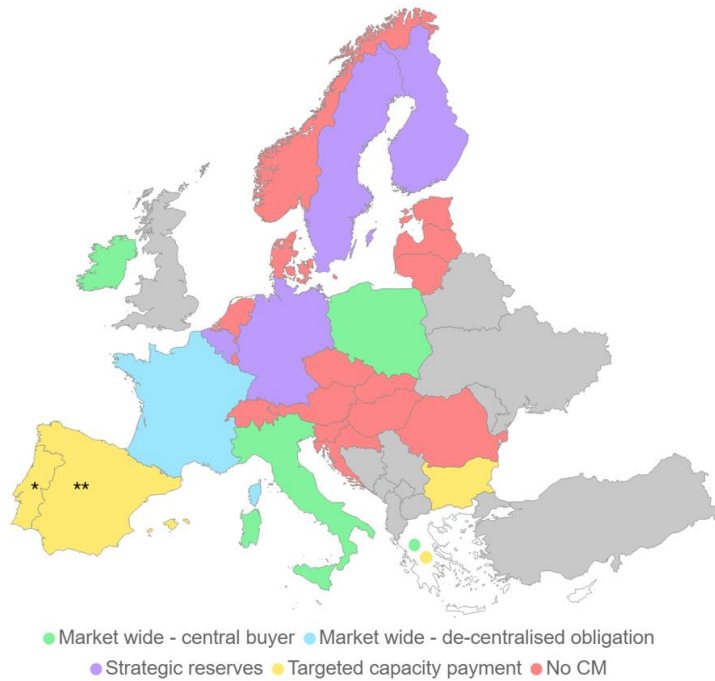 *
**
Market wide - central buyer Market wide - de-centralised obligation
Strategic reserves Targeted capacity payment No CM